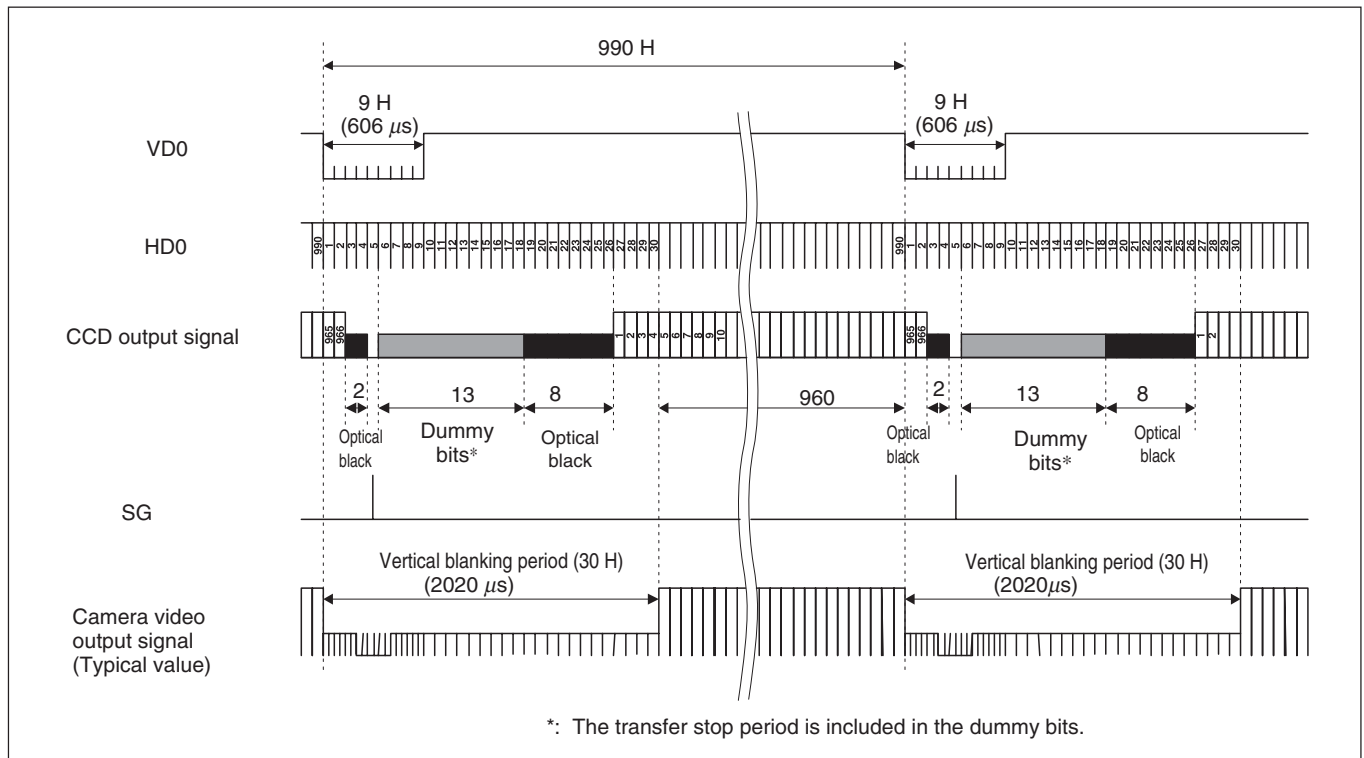 990 H
9 H
(606 μs)
9 H
(606 μs)
VD0
HD0
990 1 2 3 4 5 6 7 8 9 10 11 12 13 14 15 16 17 18 19 20 21 22 23 24 25 26 27 28 29 30
990 1 2 3 4 5 6 7 8 9 10 11 12 13 14 15 16 17 18 19 20 21 22 23 24 25 26 27 28 29 30
CCD output signal
965 966
1 2 3 4 5 6 7 8 9 10
965 966
1 2
2
13
8
960
2
13
8
Optical
black
Dummy
bits*
Optical
black
Optical
black
Dummy
bits*
Optical
black
SG
Vertical blanking period (30 H)
(2020 μs)
Vertical blanking period (30 H)
(2020μs)
Camera video
output signal
(Typical value)
*: The transfer stop period is included in the dummy bits.